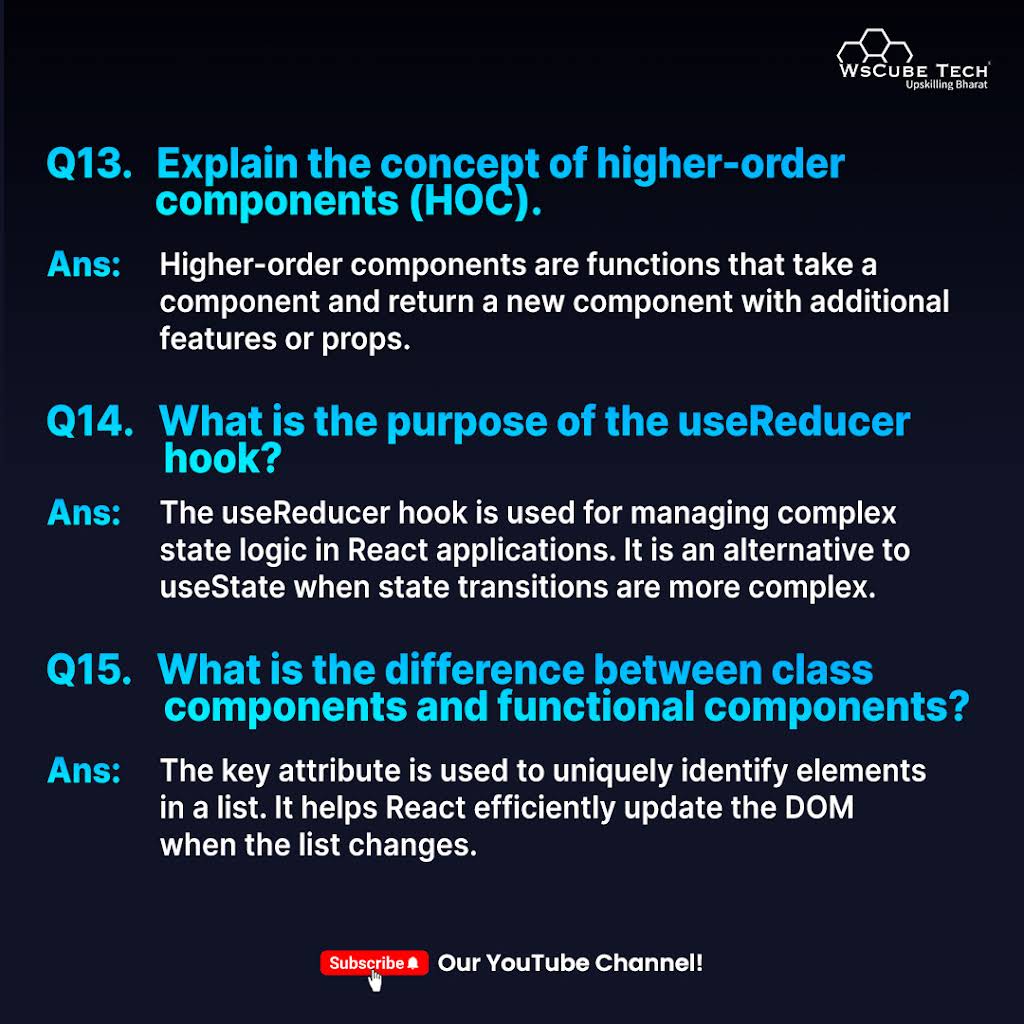 WSCUBE TECH
Upskilling Bharat
Q13. Explain the concept of higher-order
components (HOC).
Ans: Higher-order components are functions that take a
component and return a new component with additional
features or props.
Q14. What is the purpose of the useReducer
hook?
Ans: The useReducer hook is used for managing complex
state logic in React applications. It is an alternative to
useState when state transitions are more complex.
Q15. What is the difference between class
components and functional components?
Ans: The key attribute is used to uniquely identify elements
in a list. It helps React efficiently update the DOM
when the list changes.
Subscribe Our YouTube Channel!